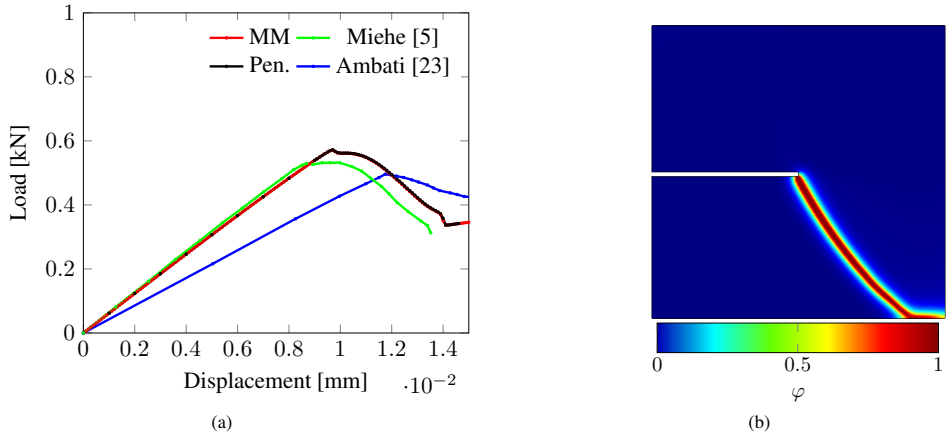 1
0.8
0.6
0.4
0.2
0
Load [kN]
MM Miehe [5]
Pen. Ambati [23]
0 0.2 0.4 0.6 0.8 1 1.2 1.4
Displacement [mm] ·10−2
(a)
0 0.5 1
φ
(b)